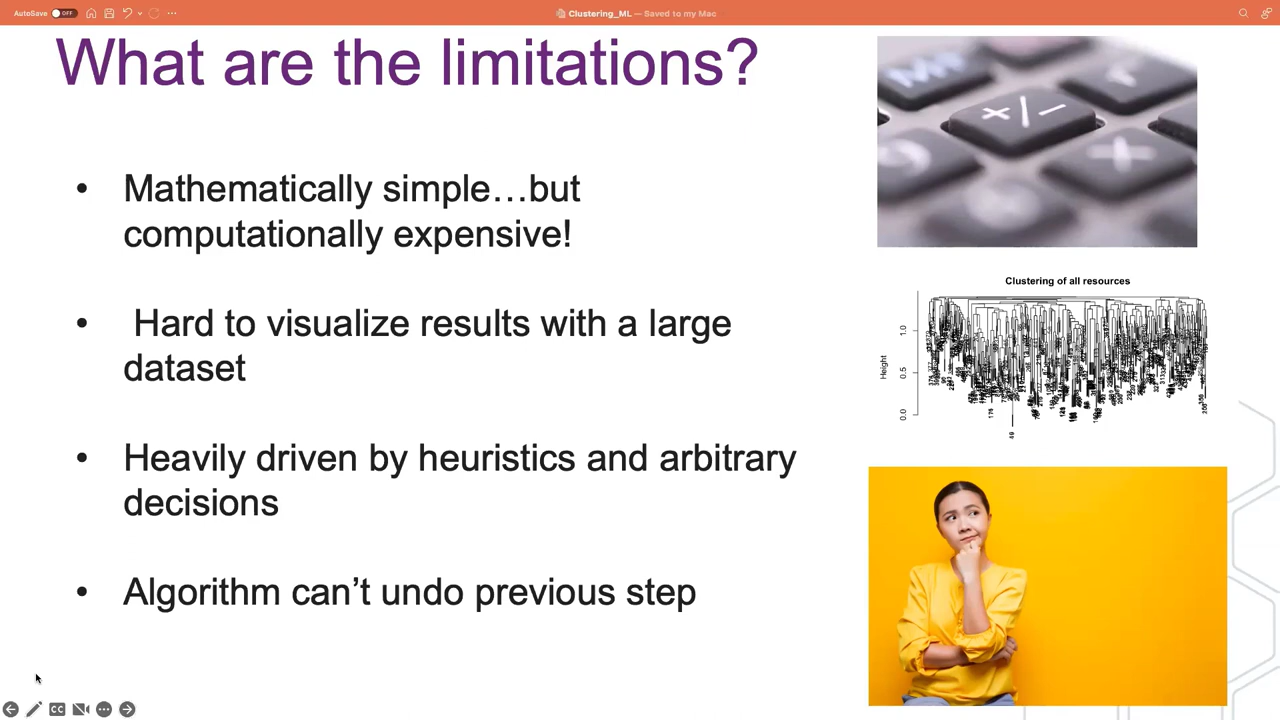 AutoSave OFF
Clustering_ML — Saved to my Mac
What are the limitations?
• Mathematically simple…but
computationally expensive!
• Hard to visualize results with a large
dataset
• Heavily driven by heuristics and arbitrary
decisions
• Algorithm can’t undo previous step
+/−
Clustering of all resources
Height
1.0
0.5
0.0
49
CC